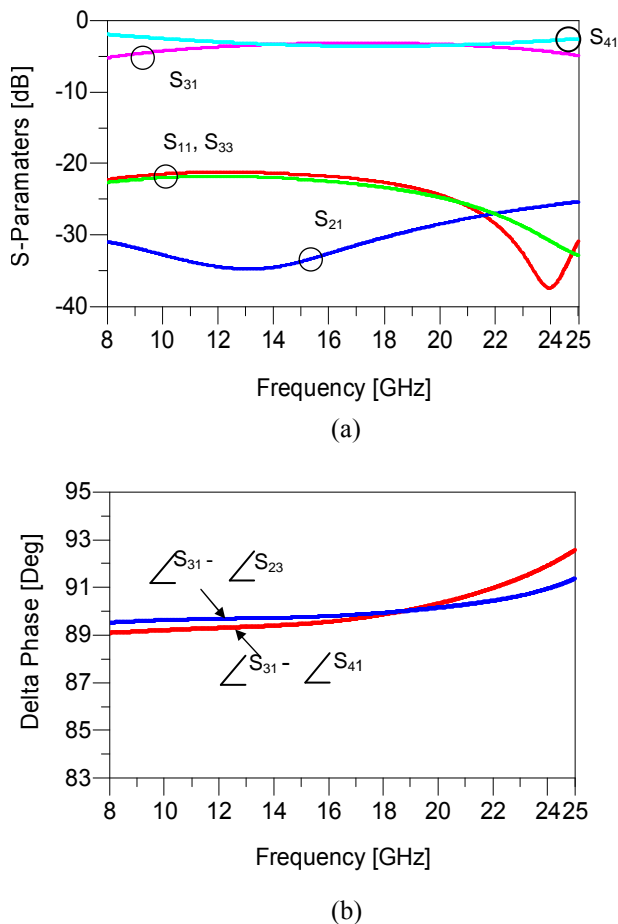 0
-10
-20
-30
-40
S-Paramaters [dB]
S31
S41
S11, S33
S21
8 10 12 14 16 18 20 22 24 25
Frequency [GHz]
(a)
95
93
91
89
87
85
83
Delta Phase [Deg]
∠S31 - ∠S23
∠S31 - ∠S41
8 10 12 14 16 18 20 22 24 25
Frequency [GHz]
(b)